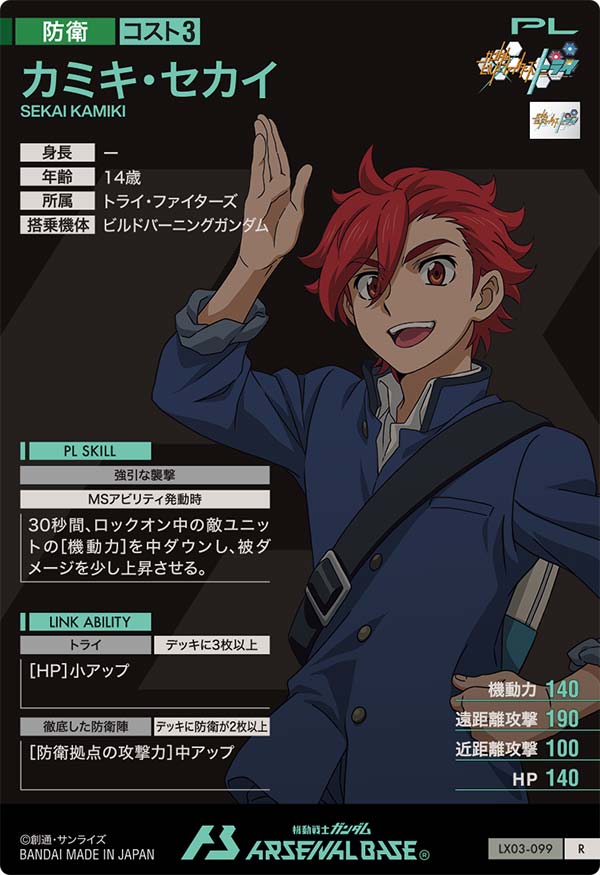 防衛 コスト3
PL
カミキ・セカイ
SEKAI KAMIKI
身長 ー
年齢 14歳
所属 トライ・ファイターズ
搭乗機体 ビルドバーニングガンダム
PL SKILL
強引な襲撃
MSアビリティ発動時
30秒間、ロックオン中の敵ユニッ
トの[機動力]を中ダウンし、被ダ
メージを少し上昇させる。
LINK ABILITY
トライ デッキに3枚以上
[HP]小アップ
徹底した防衛陣 デッキに防衛が2枚以上
[防衛拠点の攻撃力]中アップ
機動力 140
遠距離攻撃 190
近距離攻撃 100
HP 140
©創通・サンライズ
BANDAI MADE IN JAPAN
機動戦士ガンダム
ARSENAL BASE®
LX03-099 R